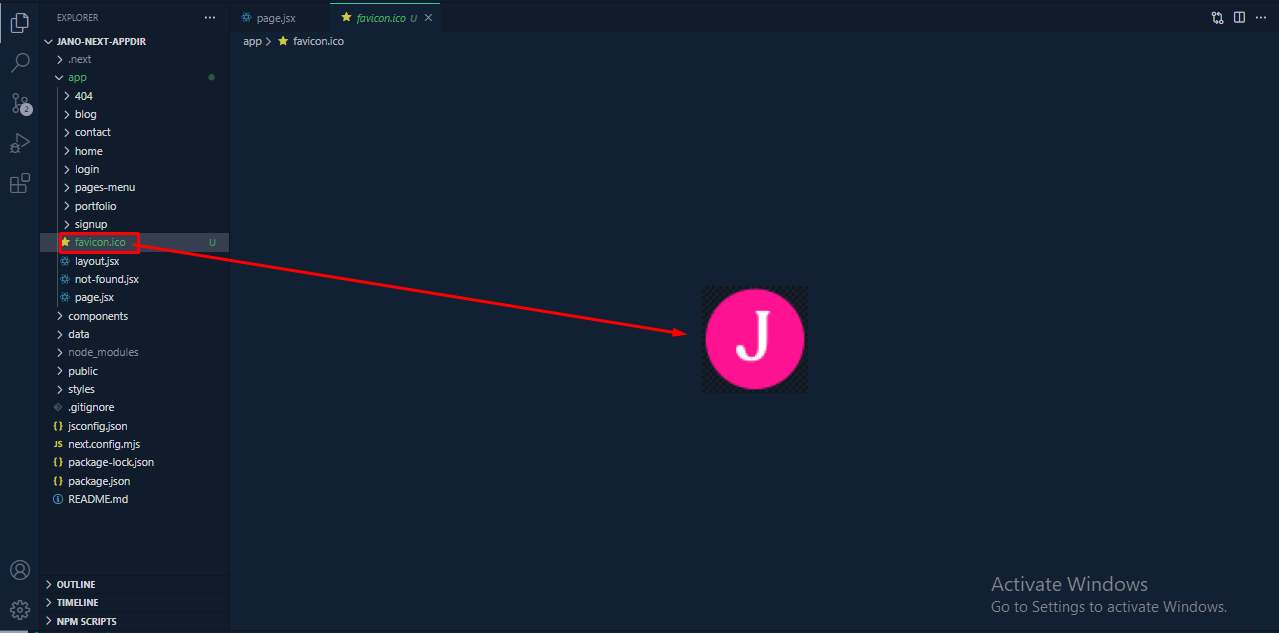 EXPLORER
page.jsx
favicon.ico U
JANO-NEXT-APPDIR
app > favicon.ico
.next
app
404
blog
contact
home
login
pages-menu
portfolio
signup
favicon.ico U
layout.jsx
not-found.jsx
page.jsx
components
data
node_modules
public
styles
.gitignore
{} jsconfig.json
JS next.config.mjs
{} package-lock.json
{} package.json
README.md
OUTLINE
TIMELINE
NPM SCRIPTS
2
J
Activate Windows
Go to Settings to activate Windows.